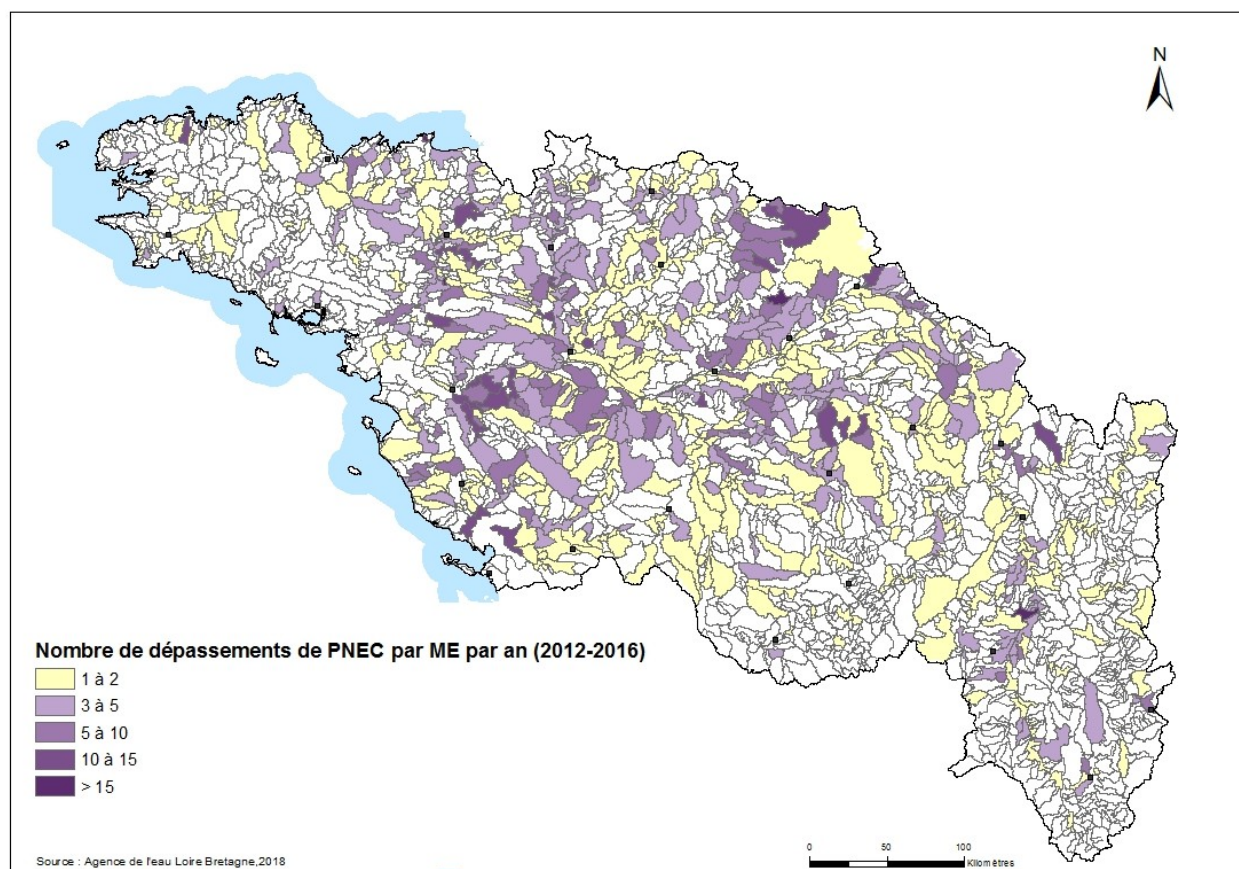 N
Nombre de dépassements de PNEC par ME par an (2012-2016)
1 à 2
3 à 5
5 à 10
10 à 15
> 15
Source : Agence de l'eau Loire Bretagne,2018
0 50 100
Kilomètres